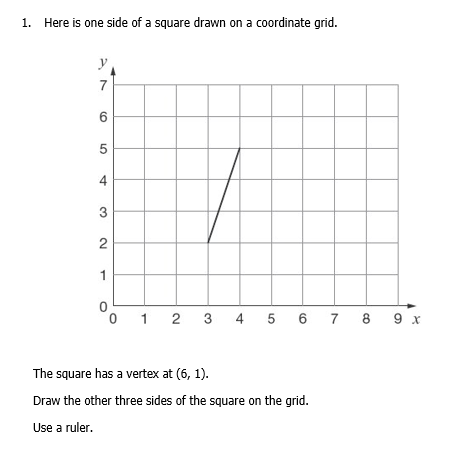 1. Here is one side of a square drawn on a coordinate grid.
y
7
6
5
4
3
2
1
0
0 1 2 3 4 5 6 7 8 9 x
The square has a vertex at (6, 1).
Draw the other three sides of the square on the grid.
Use a ruler.